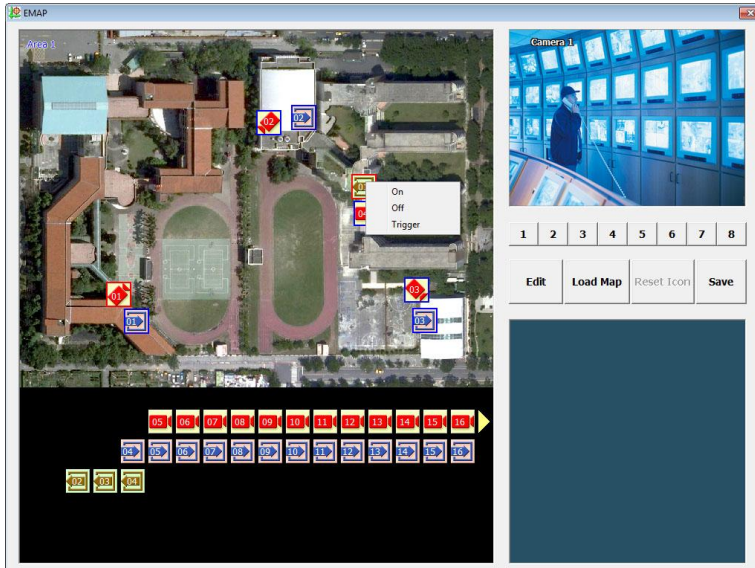 EMAP
Area 1
Camera 1
02
02
On
Off
Trigger
04
1 2 3 4 5 6 7 8
Edit Load Map Reset Icon Save
01
03
01
03
05 06 07 08 09 10 11 12 13 14 15 16
04 05 06 07 08 09 10 11 12 13 14 15 16
02 03 04